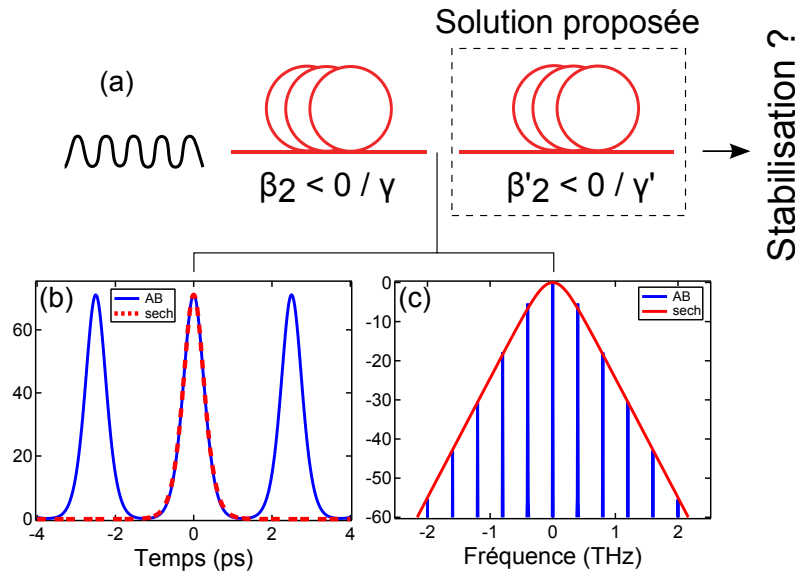 Solution proposée
(a)
β2 < 0 / γ
β'2 < 0 / γ'
Stabilisation ?
(b)
AB
sech
60
40
20
0
-4
-2
0
2
4
Temps (ps)
(c)
AB
sech
0
-10
-20
-30
-40
-50
-60
-2
-1
0
1
2
Fréquence (THz)